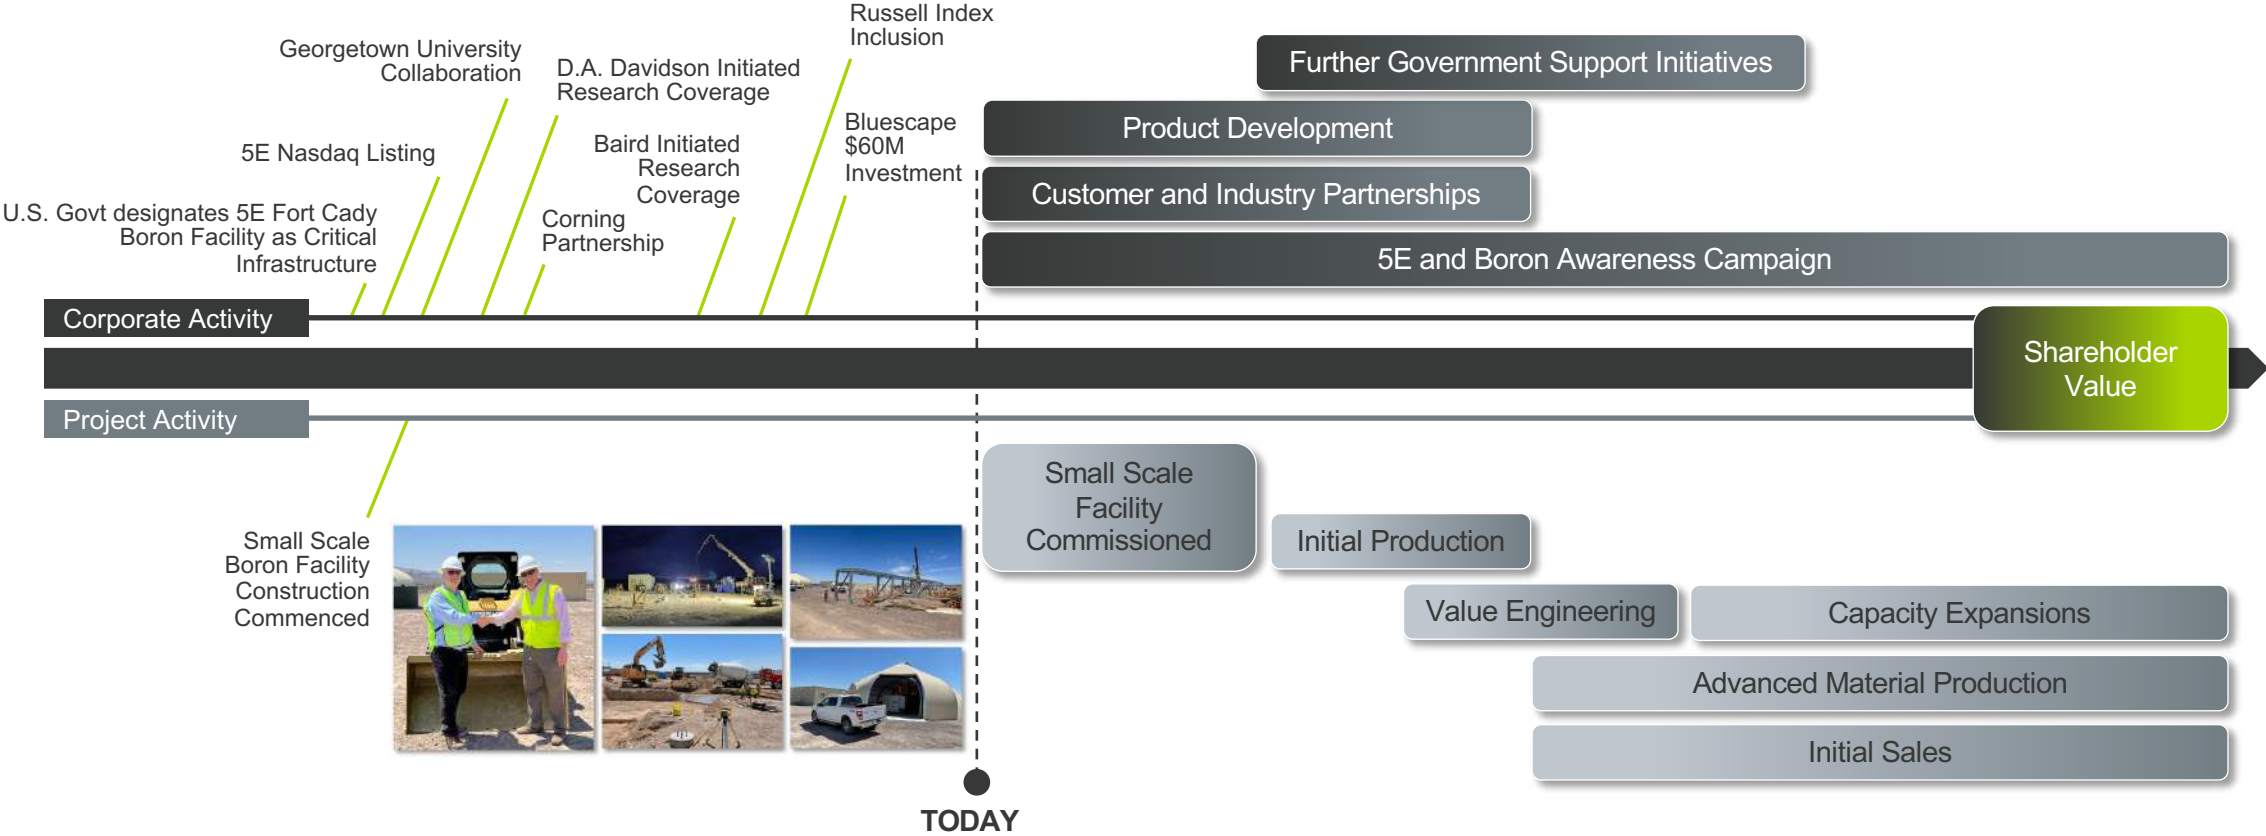 Russell Index
Inclusion
Georgetown University
Collaboration
D.A. Davidson Initiated
Research Coverage
Further Government Support Initiatives
Bluescape
$60M
Investment
Product Development
Baird Initiated
Research
Coverage
5E Nasdaq Listing
Customer and Industry Partnerships
U.S. Govt designates 5E Fort Cady
Boron Facility as Critical
Infrastructure
Corning
Partnership
5E and Boron Awareness Campaign
Corporate Activity
Shareholder
Value
Project Activity
Small Scale
Facility
Commissioned
Small Scale
Boron Facility
Construction
Commenced
Initial Production
Value Engineering
Capacity Expansions
Advanced Material Production
Initial Sales
TODAY